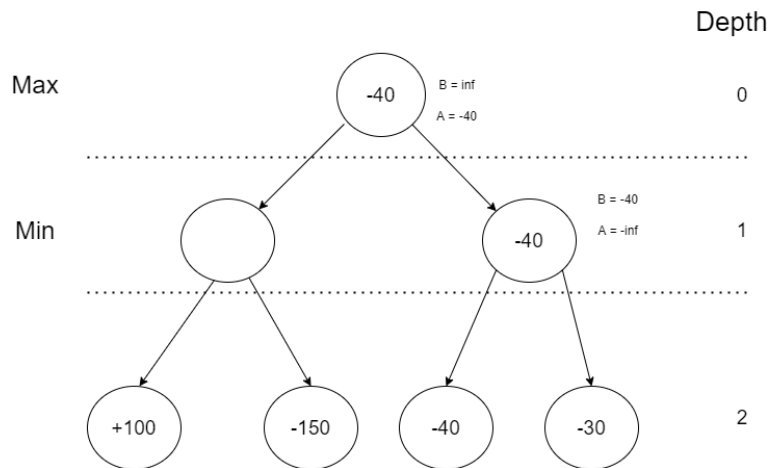 Depth
Max
-40
B = inf
A = -40
0
Min
-40
B = -40
A = -inf
1
+100
-150
-40
-30
2